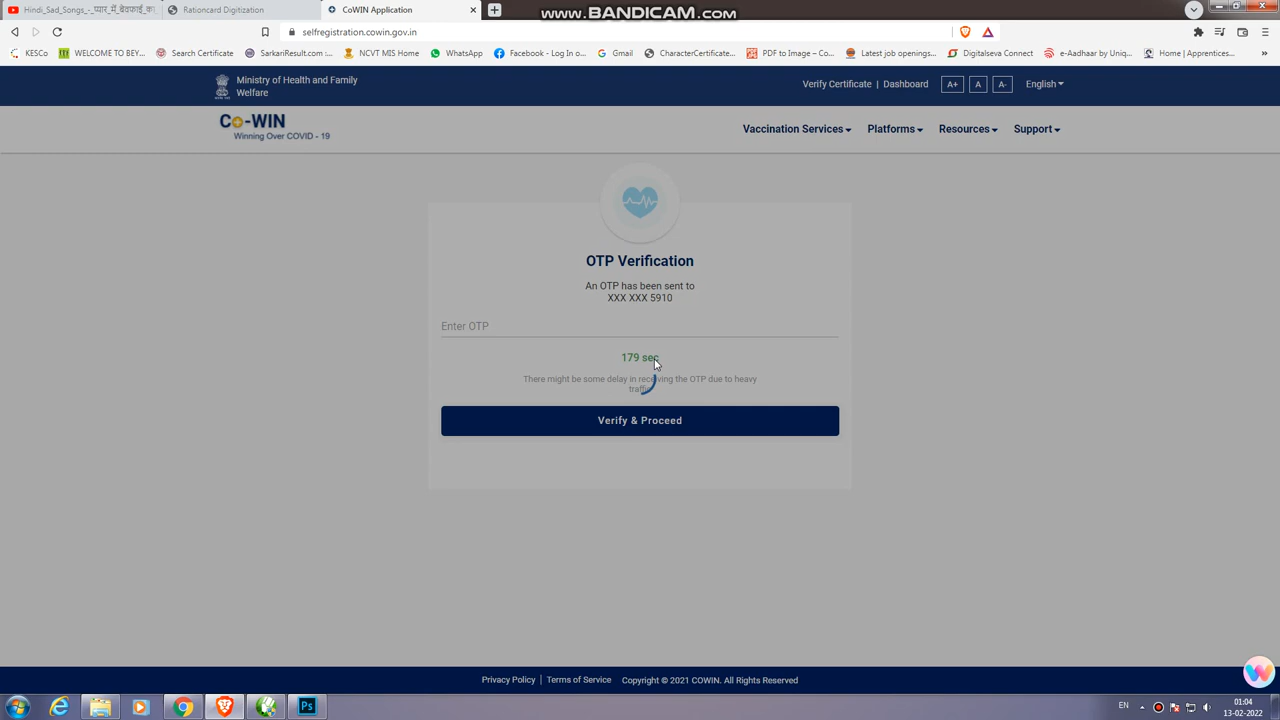 Hindi_Sad_Songs_-_प्यार_में_बेवफाई_क
Rationcard Digitization
CoWIN Application
www.BANDICAM.com
selfregistration.cowin.gov.in
KESCo
WELCOME TO BEY...
Search Certificate
SarkariResult.com :...
NCVT MIS Home
WhatsApp
Facebook - Log In o...
Gmail
CharacterCertificate...
PDF to Image – Co...
Latest job openings,...
Digitalseva Connect
e-Aadhaar by Uniq...
Home | Apprentices...
Ministry of Health and Family
Welfare
Verify Certificate | Dashboard
A+
A
A-
English
Co-WIN
Winning Over COVID - 19
Vaccination Services
Platforms
Resources
Support
OTP Verification
An OTP has been sent to
XXX XXX 5910
Enter OTP
179 sec
There might be some delay in receiving the OTP due to heavy
traffic
Verify & Proceed
Privacy Policy | Terms of Service
Copyright © 2021 COWIN. All Rights Reserved
Ps
EN
01:04
13-02-2022